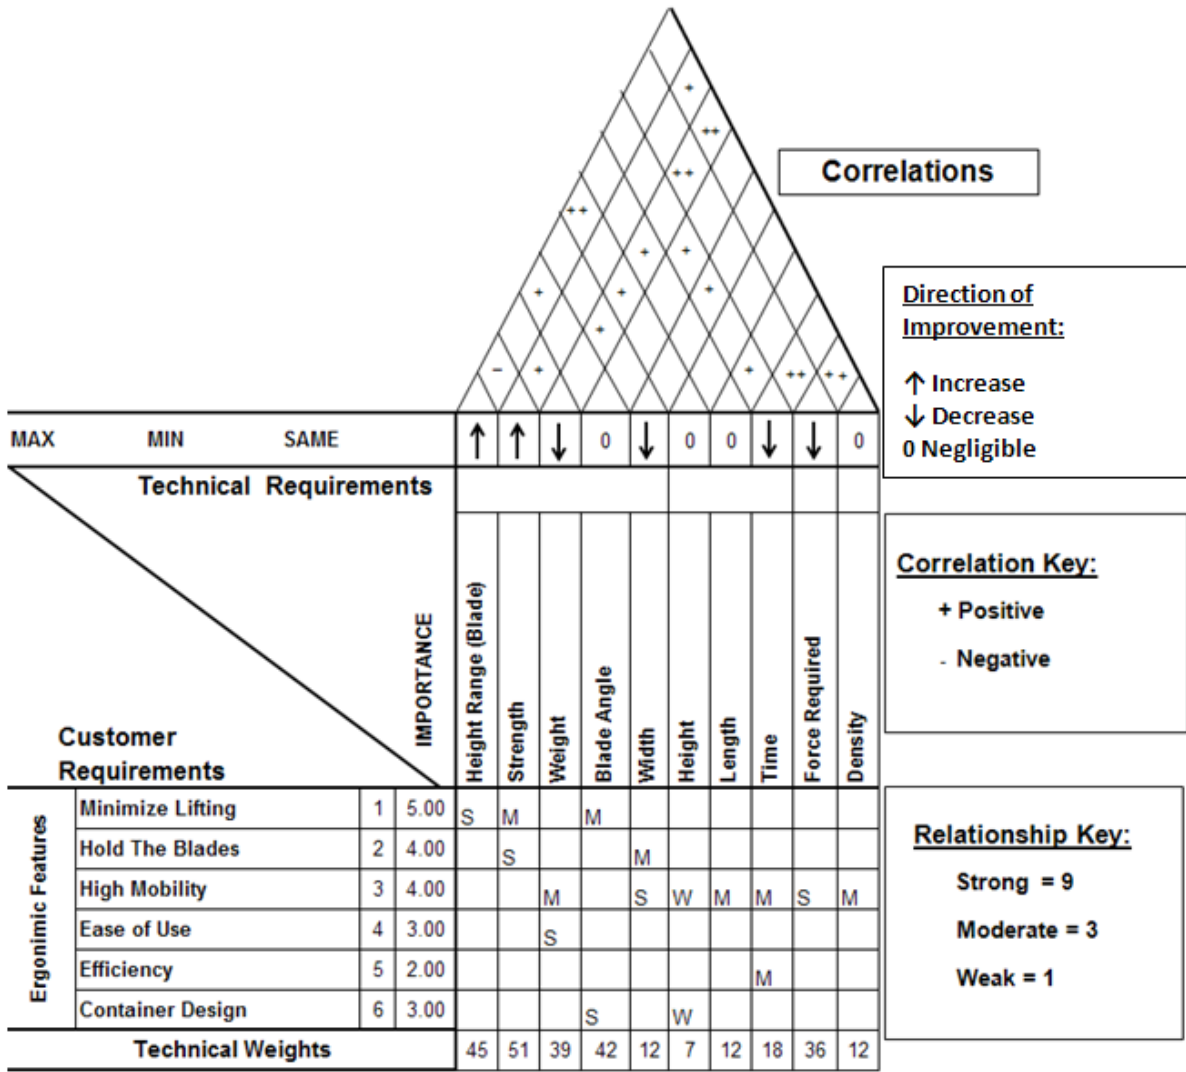 +
++
Correlations
++
++
+ +
+ + +
+
- + + ++ ++
Direction of
Improvement:
↑ Increase
↓ Decrease
0 Negligible
MAX MIN SAME ↑ ↑ ↓ 0 ↓ 0 0 ↓ ↓ 0
Technical Requirements
Customer
Requirements
IMPORTANCE
Height Range (Blade)
Strength
Weight
Blade Angle
Width
Height
Length
Time
Force Required
Density
Correlation Key:
+ Positive
- Negative
Ergonimic Features
Minimize Lifting 1 5.00 S M M
Hold The Blades 2 4.00 S M
High Mobility 3 4.00 M S W M M S M
Ease of Use 4 3.00 S
Efficiency 5 2.00 M
Container Design 6 3.00 S W
Technical Weights 45 51 39 42 12 7 12 18 36 12
Relationship Key:
Strong = 9
Moderate = 3
Weak = 1